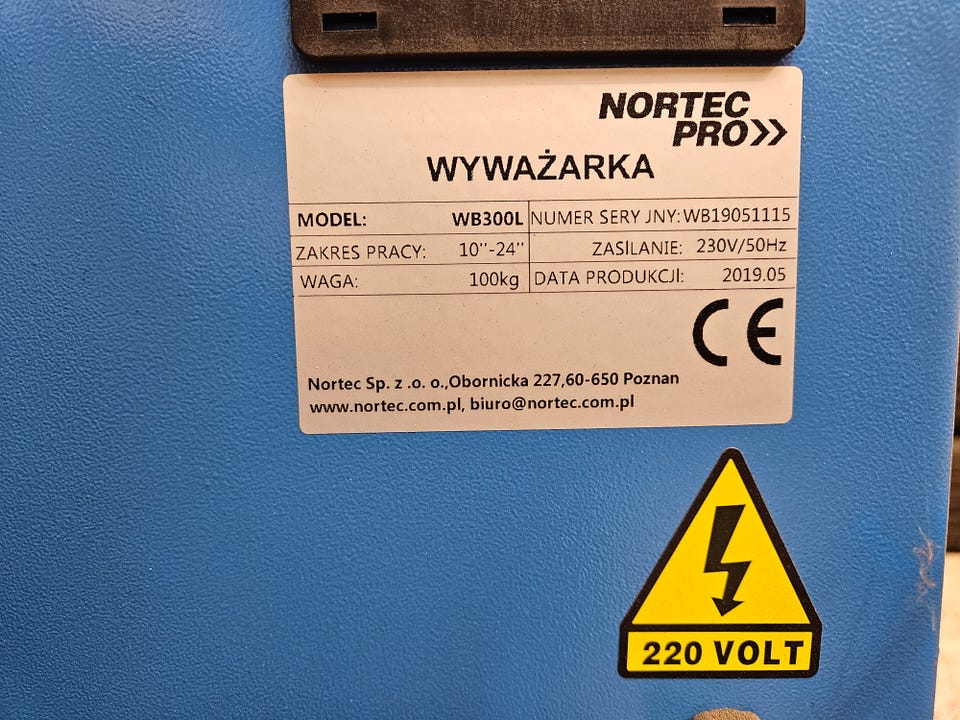 NORTEC
PRO
WYWAŻARKA
MODEL: WB300L NUMER SERY JNY: WB19051115
ZAKRES PRACY: 10''-24'' ZASILANIE: 230V/50Hz
WAGA: 100kg DATA PRODUKCJI: 2019.05
CE
Nortec Sp. z .o. o.,Obornicka 227,60-650 Poznan
www.nortec.com.pl, biuro@nortec.com.pl
220 VOLT